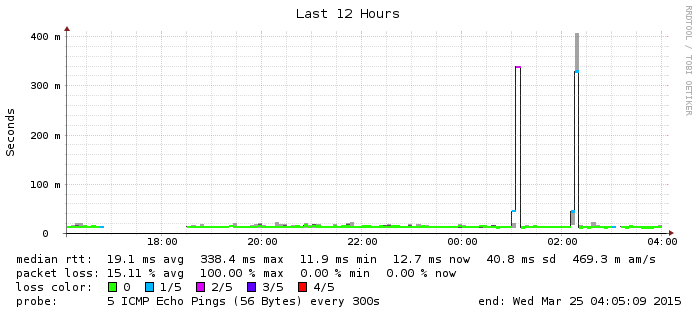 Last 12 Hours
RRDTOOL / TOBI OETIKER
Seconds
400 m
300 m
200 m
100 m
0
18:00 20:00 22:00 00:00 02:00 04:00
median rtt: 19.1 ms avg 338.4 ms max 11.9 ms min 12.7 ms now 40.8 ms sd 469.3 m am/s
packet loss: 15.11 % avg 100.00 % max 0.00 % min 0.00 % now
loss color: 0 1/5 2/5 3/5 4/5
probe: 5 ICMP Echo Pings (56 Bytes) every 300s end: Wed Mar 25 04:05:09 2015